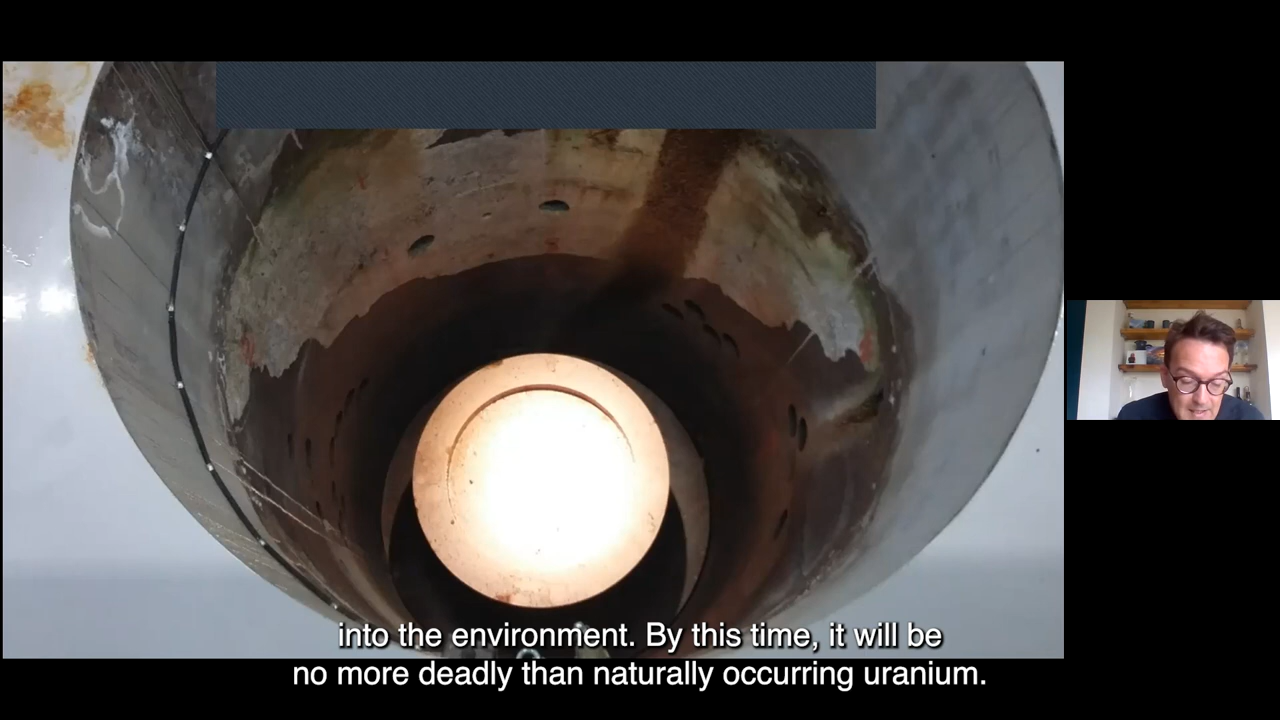 into the environment. By this time, it will be
no more deadly than naturally occurring uranium.